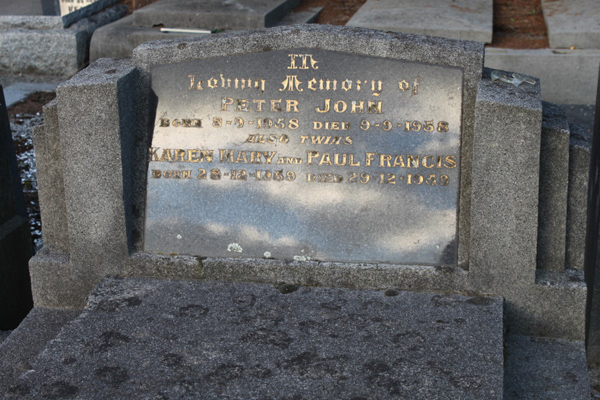 In
Loving Memory of
PETER JOHN
BORN 8-9-1958 DIED 9-9-1958
ALSO TWINS
KAREN MARY AND PAUL FRANCIS
BORN 28-12-1959 DIED 29-12-1959